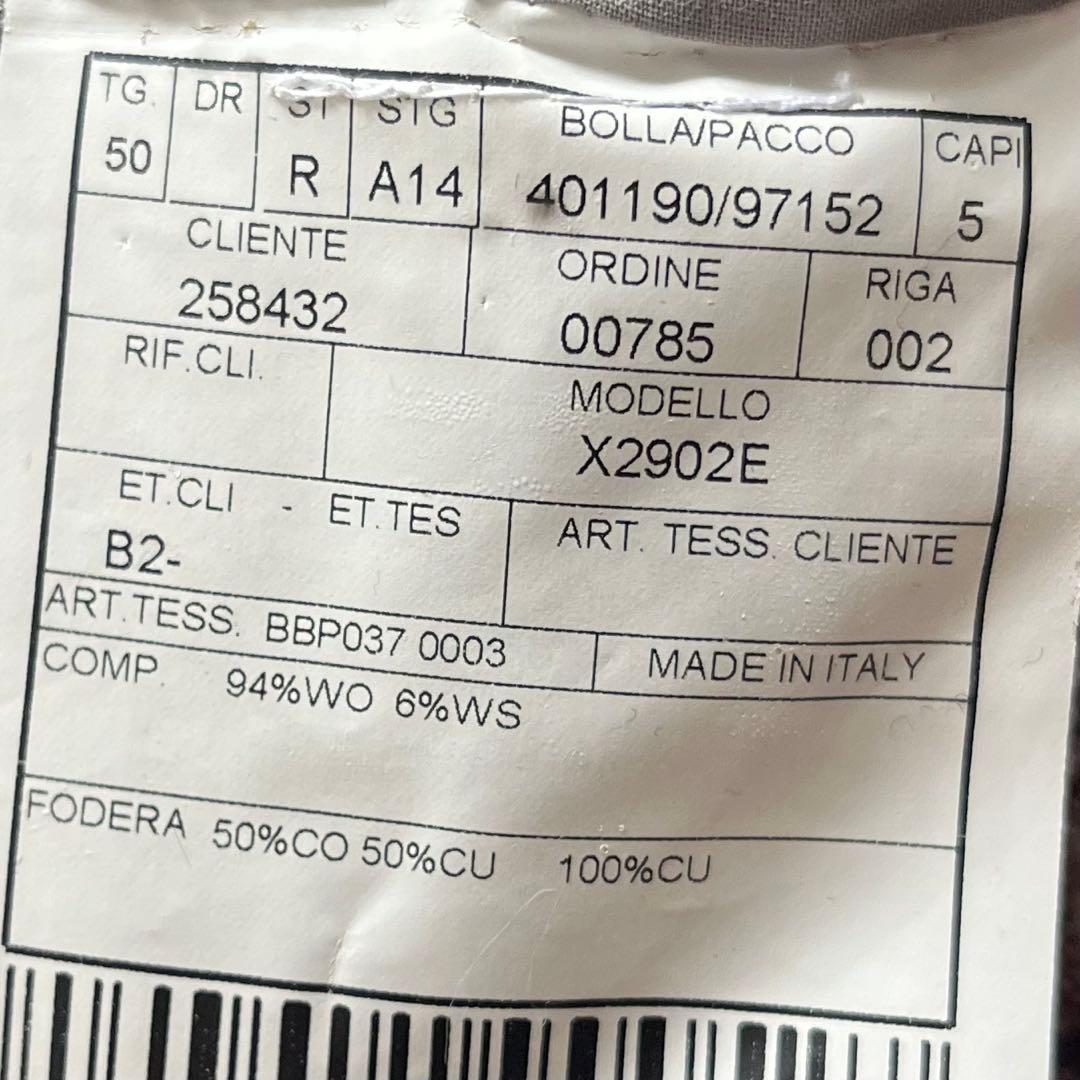 TG. DR ST STG BOLLA/PACCO CAPI
50 R A14 401190/97152 5
CLIENTE ORDINE RIGA
258432 00785 002
RIF.CLI. MODELLO
X2902E
ET.CLI - ET.TES ART. TESS. CLIENTE
B2-
ART.TESS. BBP037 0003 MADE IN ITALY
COMP. 94%WO 6%WS
FODERA 50%CO 50%CU 100%CU